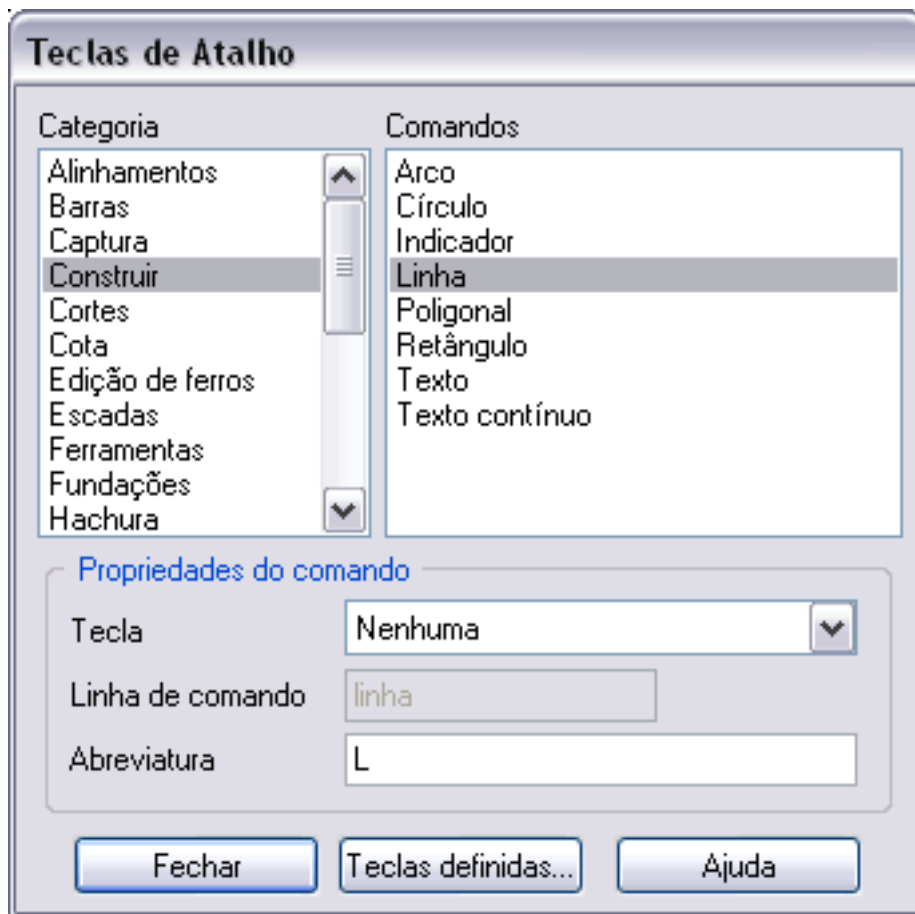 Teclas de Atalho
Categoria
Alinhamentos
Barras
Captura
Construir
Cortes
Cota
Edição de ferros
Escadas
Ferramentas
Fundações
Hachura
Comandos
Arco
Círculo
Indicador
Linha
Poligonal
Retângulo
Texto
Texto contínuo
Propriedades do comando
Tecla
Nenhuma
Linha de comando
linha
Abreviatura
L
Fechar
Teclas definidas...
Ajuda